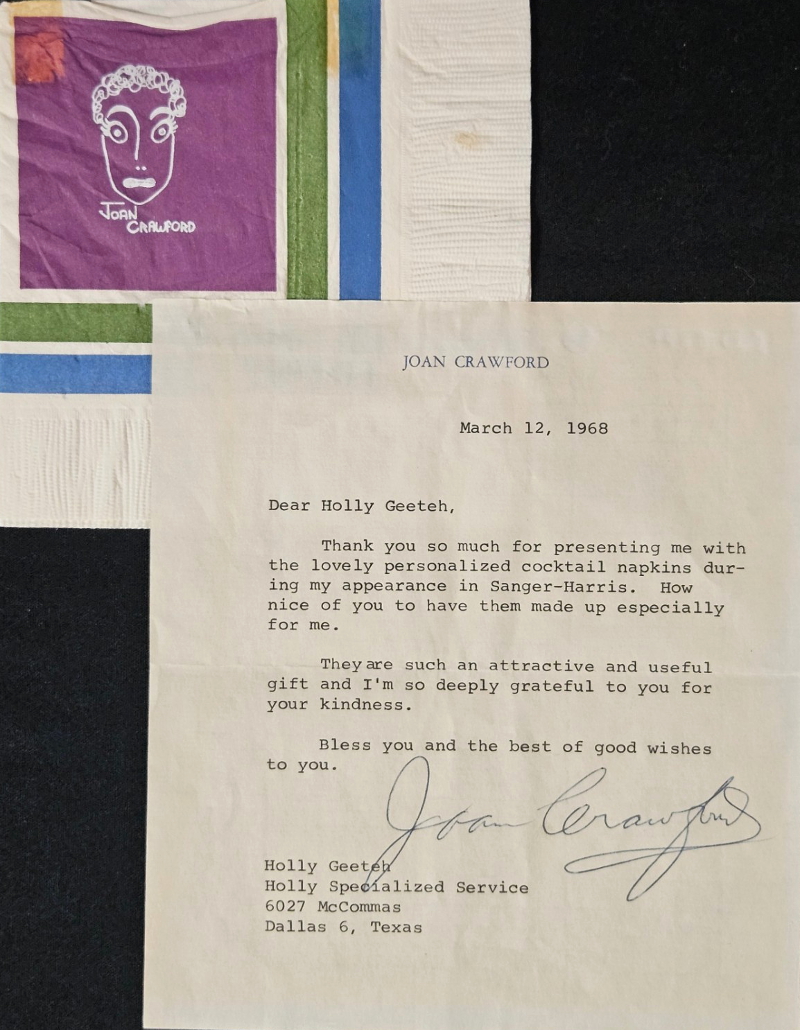 JOAN
CRAWFORD
JOAN CRAWFORD
March 12, 1968
Dear Holly Geeteh,
Thank you so much for presenting me with
the lovely personalized cocktail napkins dur-
ing my appearance in Sanger-Harris. How
nice of you to have them made up especially
for me.
They are such an attractive and useful
gift and I'm so deeply grateful to you for
your kindness.
Bless you and the best of good wishes
to you.
Joan Crawford
Holly Geeteh
Holly Specialized Service
6027 McCommas
Dallas 6, Texas